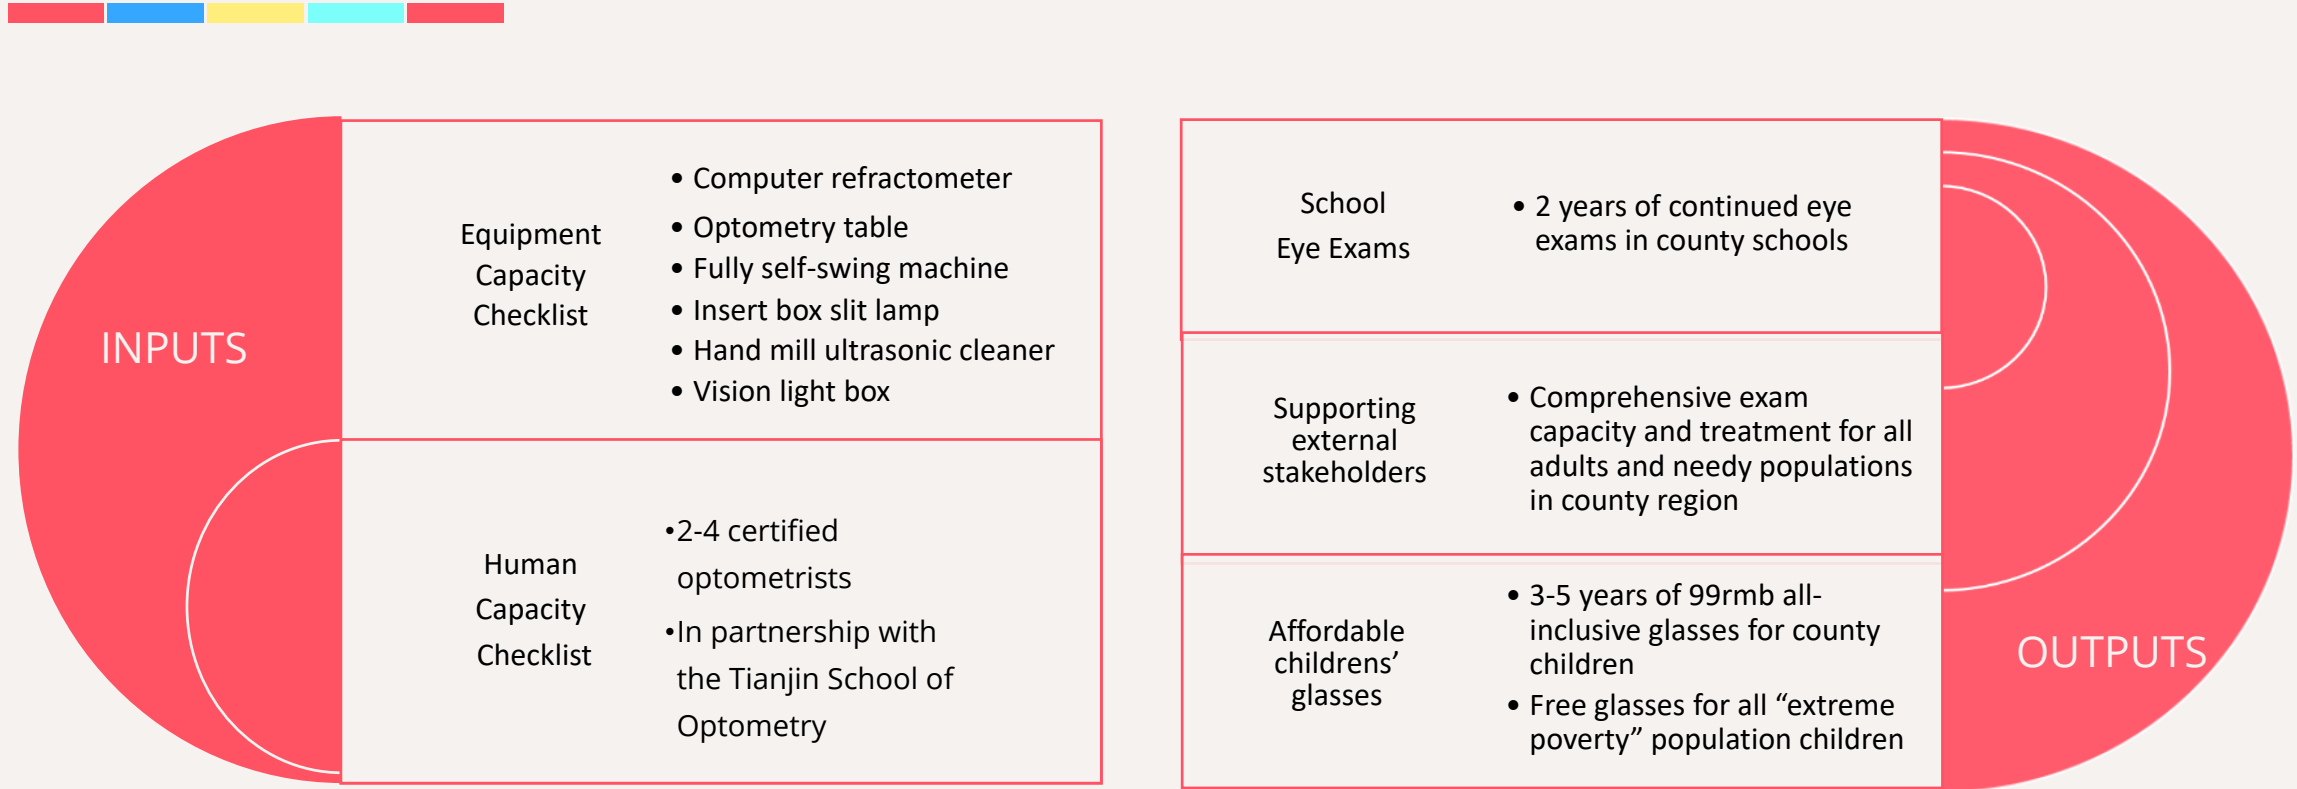 INPUTS
Equipment
Capacity
Checklist
• Computer refractometer
• Optometry table
• Fully self-swing machine
• Insert box slit lamp
• Hand mill ultrasonic cleaner
• Vision light box
Human
Capacity
Checklist
•2-4 certified
optometrists
•In partnership with
the Tianjin School of
Optometry
School
Eye Exams
• 2 years of continued eye
exams in county schools
Supporting
external
stakeholders
• Comprehensive exam
capacity and treatment for all
adults and needy populations
in county region
Affordable
childrens’
glasses
• 3-5 years of 99rmb all-
inclusive glasses for county
children
• Free glasses for all “extreme
poverty” population children
OUTPUTS